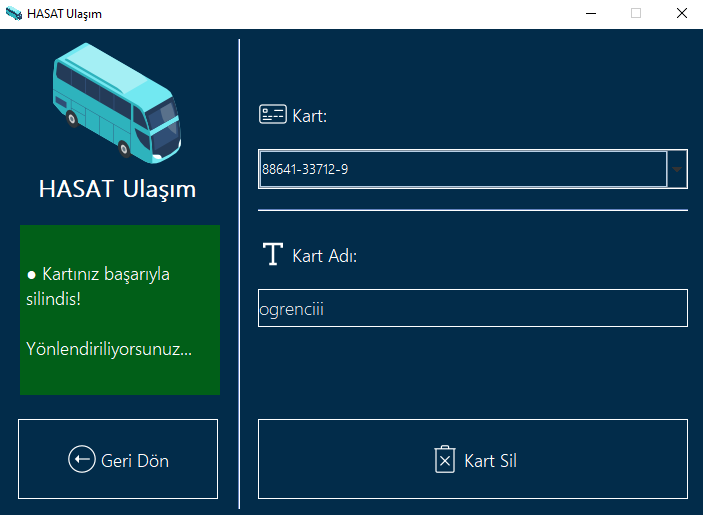 HASAT Ulaşım
HASAT Ulaşım
● Kartınız başarıyla
silindis!
Yönlendiriliyorsunuz...
Geri Dön
Kart:
88641-33712-9
Kart Adı:
ogrenciii
Kart Sil